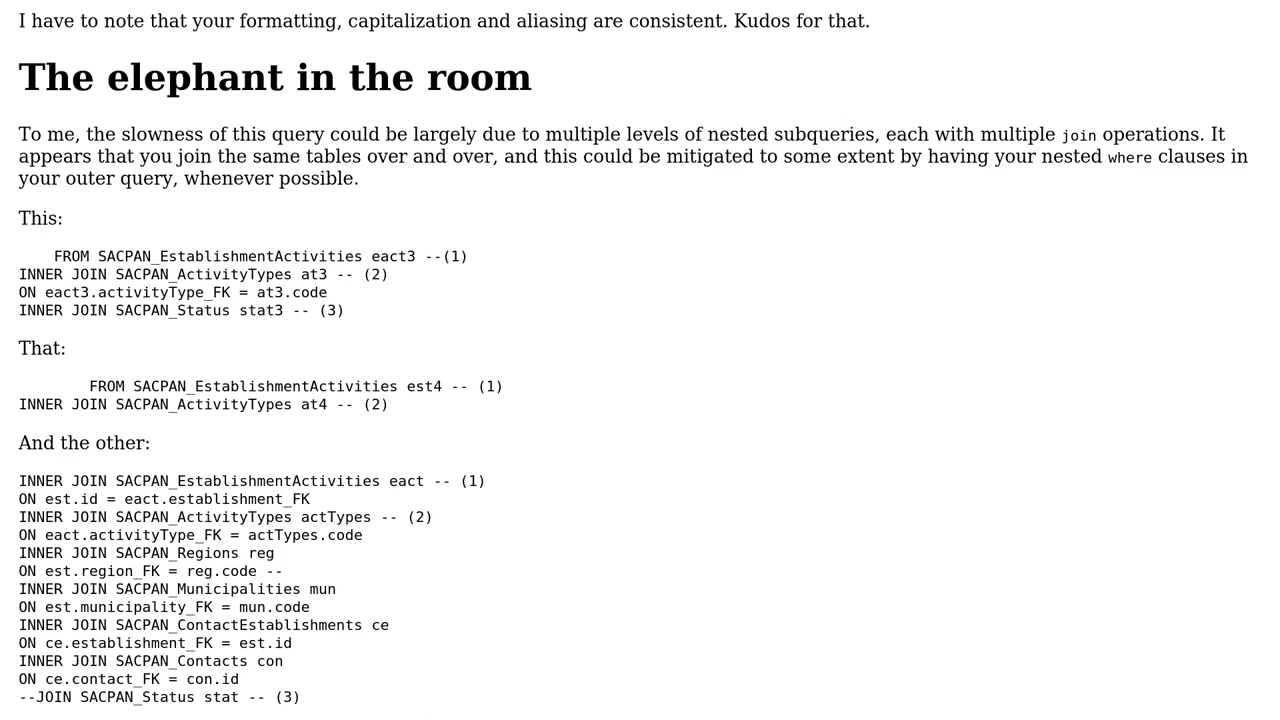 I have to note that your formatting, capitalization and aliasing are consistent. Kudos for that.
The elephant in the room
To me, the slowness of this query could be largely due to multiple levels of nested subqueries, each with multiple join operations. It
appears that you join the same tables over and over, and this could be mitigated to some extent by having your nested where clauses in
your outer query, whenever possible.
This:
    FROM SACPAN_EstablishmentActivities eact3 --(1)
INNER JOIN SACPAN_ActivityTypes at3 -- (2)
ON eact3.activityType_FK = at3.code
INNER JOIN SACPAN_Status stat3 -- (3)
That:
        FROM SACPAN_EstablishmentActivities est4 -- (1)
INNER JOIN SACPAN_ActivityTypes at4 -- (2)
And the other:
INNER JOIN SACPAN_EstablishmentActivities eact -- (1)
ON est.id = eact.establishment_FK
INNER JOIN SACPAN_ActivityTypes actTypes -- (2)
ON eact.activityType_FK = actTypes.code
INNER JOIN SACPAN_Regions reg
ON est.region_FK = reg.code --
INNER JOIN SACPAN_Municipalities mun
ON est.municipality_FK = mun.code
INNER JOIN SACPAN_ContactEstablishments ce
ON ce.establishment_FK = est.id
INNER JOIN SACPAN_Contacts con
ON ce.contact_FK = con.id
--JOIN SACPAN_Status stat -- (3)